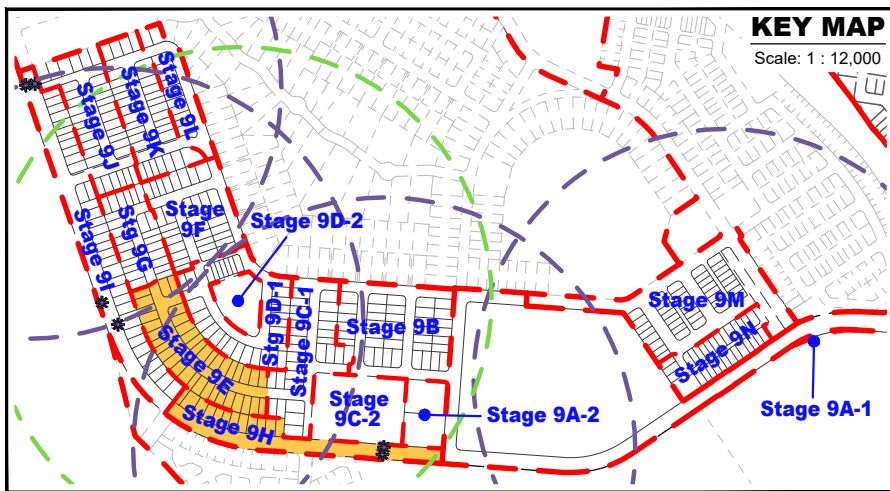 KEY MAP
Scale: 1 : 12,000
Stage 9L
Stage 9K
Stage 9J
Stage
9F
Stage 9D-2
Stg 9G
Stage 9I
Stg 9D-1
Stage 9C-1
Stage 9B
Stage 9M
Stage 9N
Stage 9E
Stage 9H
Stage
9C-2
Stage 9A-2
Stage 9A-1